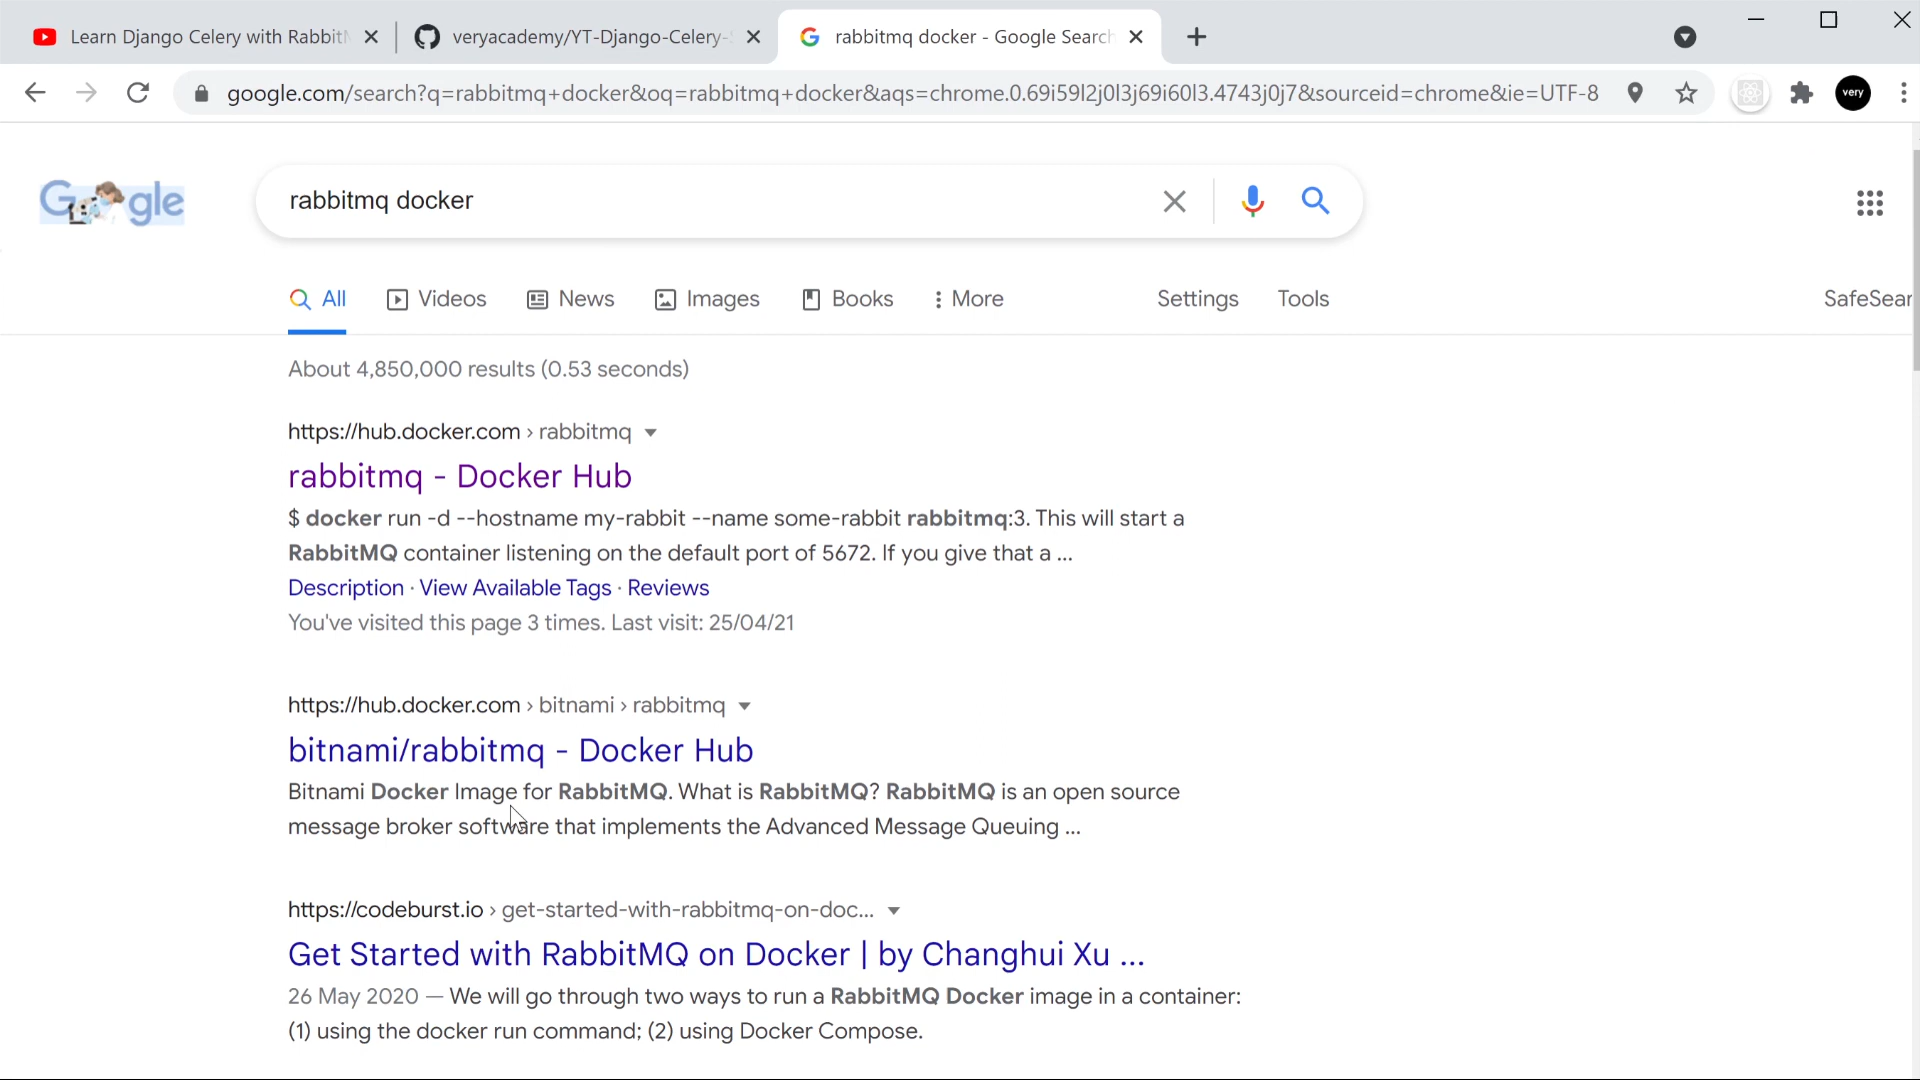 Learn Django Celery with Rabbit
veryacademy/YT-Django-Celery-
rabbitmq docker - Google Search
google.com/search?q=rabbitmq+docker&oq=rabbitmq+docker&aqs=chrome.0.69i59l2j0l3j69i60l3.4743j0j7&sourceid=chrome&ie=UTF-8
very
Google
rabbitmq docker
All
Videos
News
Images
Books
More
Settings
Tools
SafeSear
About 4,850,000 results (0.53 seconds)
https://hub.docker.com › rabbitmq
rabbitmq - Docker Hub
$ docker run -d --hostname my-rabbit --name some-rabbit rabbitmq:3. This will start a
RabbitMQ container listening on the default port of 5672. If you give that a ...
Description · View Available Tags · Reviews
You've visited this page 3 times. Last visit: 25/04/21
https://hub.docker.com › bitnami › rabbitmq
bitnami/rabbitmq - Docker Hub
Bitnami Docker Image for RabbitMQ. What is RabbitMQ? RabbitMQ is an open source
message broker software that implements the Advanced Message Queuing ...
https://codeburst.io › get-started-with-rabbitmq-on-doc...
Get Started with RabbitMQ on Docker | by Changhui Xu ...
26 May 2020 — We will go through two ways to run a RabbitMQ Docker image in a container:
(1) using the docker run command; (2) using Docker Compose.